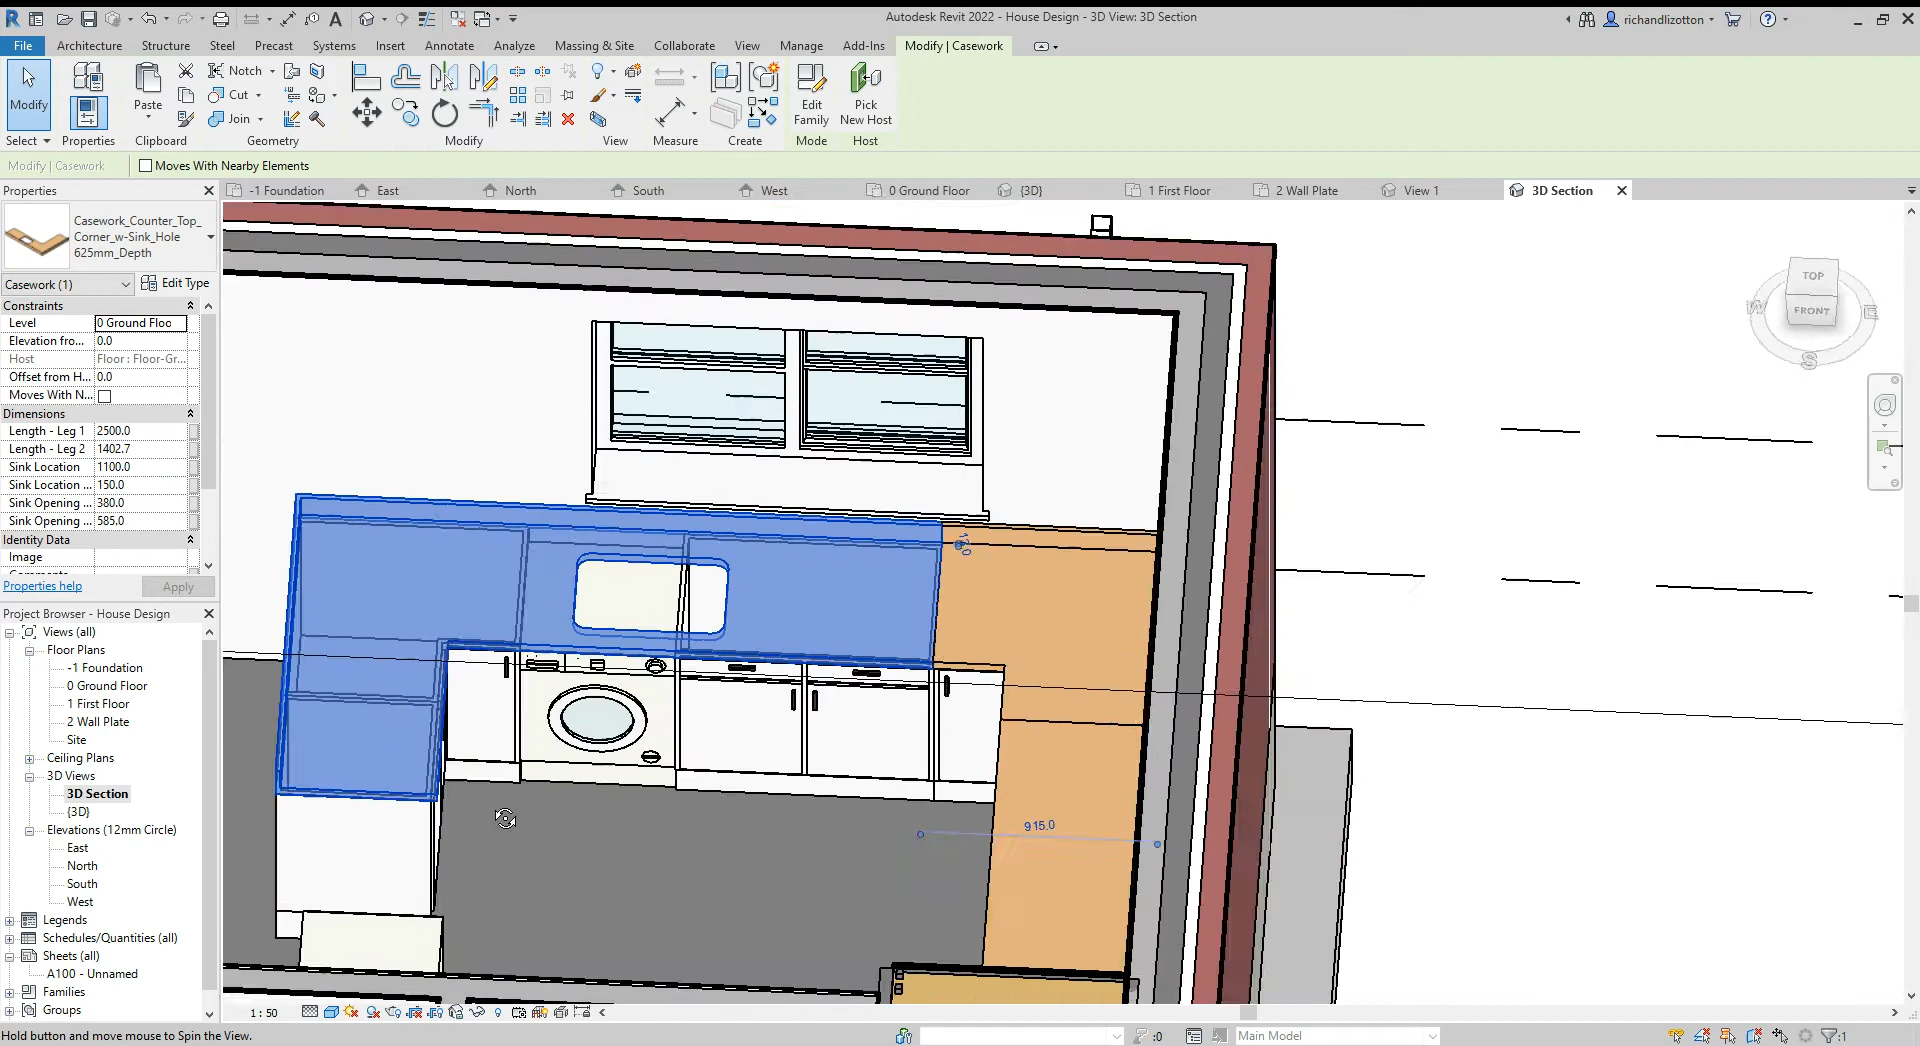 Autodesk Revit 2022 - House Design - 3D View: 3D Section
richandlizotton
File
Architecture
Structure
Steel
Precast
Systems
Insert
Annotate
Analyze
Massing & Site
Collaborate
View
Manage
Add-Ins
Modify | Casework
Modify
Paste
Notch
Cut
Join
Edit
Family
Pick
New Host
Select
Properties
Clipboard
Geometry
Modify
View
Measure
Create
Mode
Host
Modify | Casework
Moves With Nearby Elements
Properties
-1 Foundation
East
North
South
West
0 Ground Floor
{3D}
1 First Floor
2 Wall Plate
View 1
3D Section
Casework_Counter_Top_
Corner_w-Sink_Hole
625mm_Depth
Casework (1)
Edit Type
Constraints
Level 0 Ground Floo
Elevation fro... 0.0
Host Floor : Floor-Gr...
Offset from H... 0.0
Moves With N...
Dimensions
Length - Leg 1 2500.0
Length - Leg 2 1402.7
Sink Location 1100.0
Sink Location ... 150.0
Sink Opening ... 380.0
Sink Opening ... 585.0
Identity Data
Image
Properties help
Apply
Project Browser - House Design
Views (all)
Floor Plans
-1 Foundation
0 Ground Floor
1 First Floor
2 Wall Plate
Site
Ceiling Plans
3D Views
3D Section
{3D}
Elevations (12mm Circle)
East
North
South
West
Legends
Schedules/Quantities (all)
Sheets (all)
A100 - Unnamed
Families
Groups
TOP
FRONT
W
E
S
915.0
1 : 50
Hold button and move mouse to Spin the View.
:0
Main Model
:1